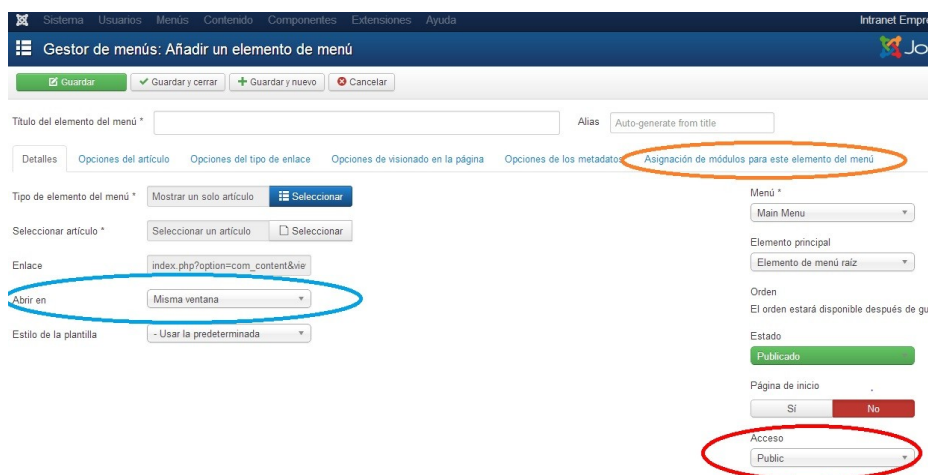 Sistema Usuarios Menús Contenido Componentes Extensiones Ayuda Intranet Empre
Gestor de menús: Añadir un elemento de menú Jo
Guardar Guardar y cerrar Guardar y nuevo Cancelar
Título del elemento del menú * Alias Auto-generate from title
Detalles Opciones del artículo Opciones del tipo de enlace Opciones de visionado en la página Opciones de los metadatos Asignación de módulos para este elemento del menú
Tipo de elemento del menú * Mostrar un solo artículo Seleccionar
Seleccionar artículo * Seleccionar un artículo Seleccionar
Enlace index.php?option=com_content&vie
Abrir en Misma ventana
Estilo de la plantilla - Usar la predeterminada
Menú *
Main Menu
Elemento principal
Elemento de menú raíz
Orden
El orden estará disponible después de gu
Estado
Publicado
Página de inicio
Sí No
Acceso
Public